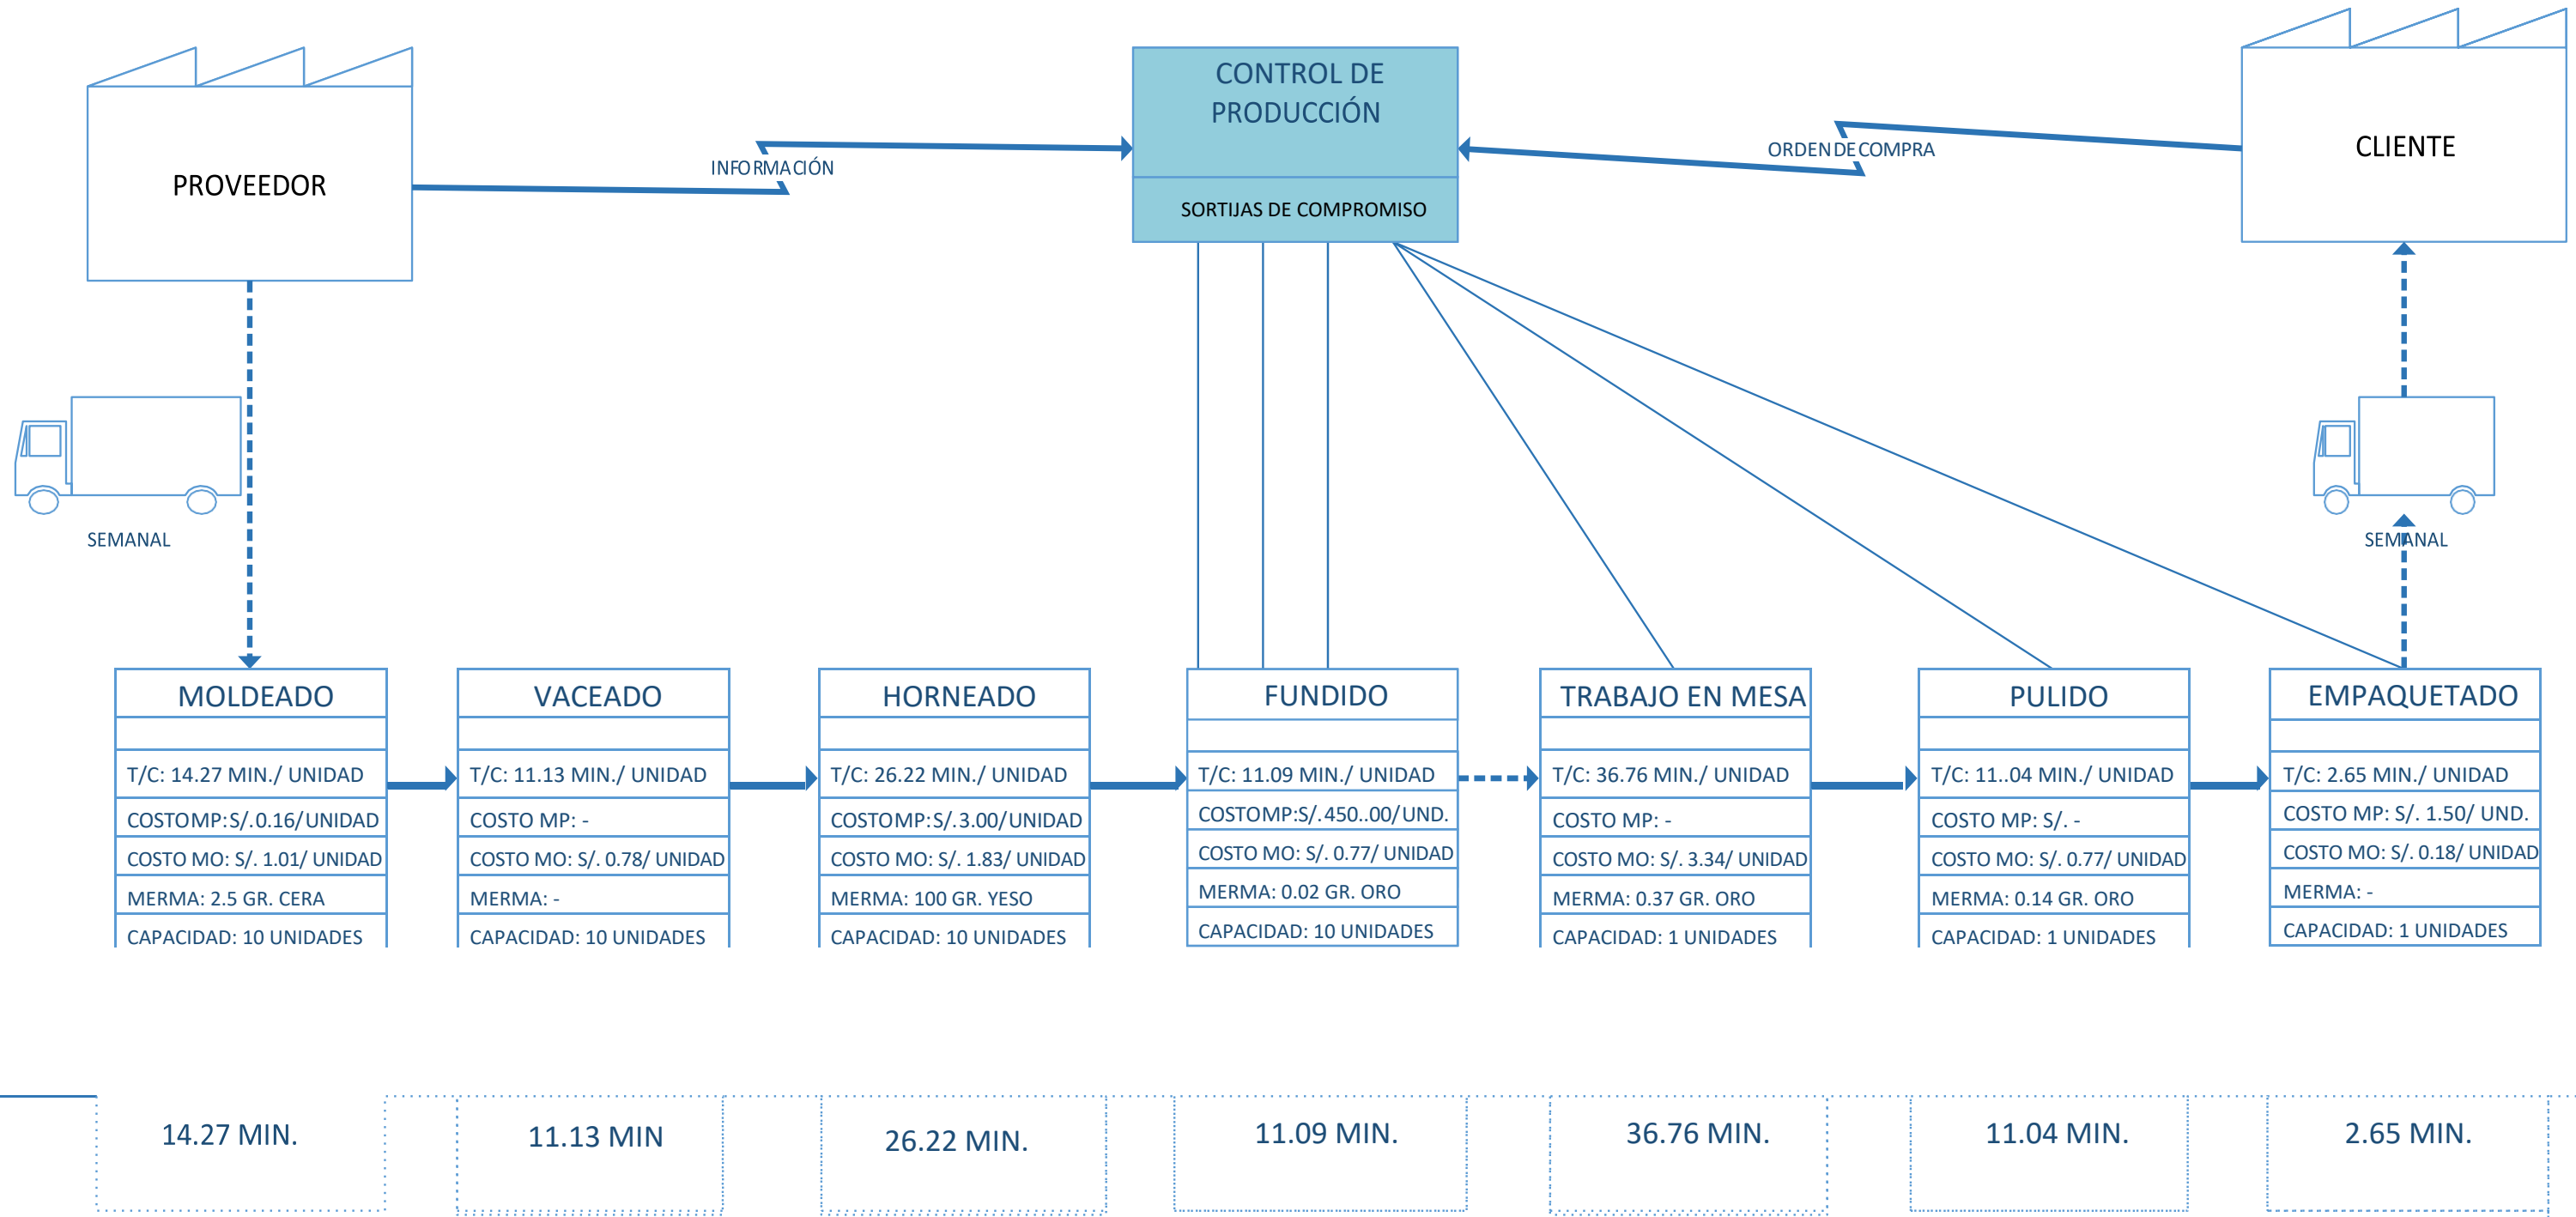 CONTROL DE
PRODUCCIÓN
SORTIJAS DE COMPROMISO
PROVEEDOR
INFORMACIÓN
ORDEN DE COMPRA
CLIENTE
SEMANAL
SEMANAL
MOLDEADO
T/C: 14.27 MIN./ UNIDAD
COSTO MP: S/. 0.16/ UNIDAD
COSTO MO: S/. 1.01/ UNIDAD
MERMA: 2.5 GR. CERA
CAPACIDAD: 10 UNIDADES
VACEADO
T/C: 11.13 MIN./ UNIDAD
COSTO MP: -
COSTO MO: S/. 0.78/ UNIDAD
MERMA: -
CAPACIDAD: 10 UNIDADES
HORNEADO
T/C: 26.22 MIN./ UNIDAD
COSTO MP: S/. 3.00/ UNIDAD
COSTO MO: S/. 1.83/ UNIDAD
MERMA: 100 GR. YESO
CAPACIDAD: 10 UNIDADES
FUNDIDO
T/C: 11.09 MIN./ UNIDAD
COSTO MP: S/. 450..00/ UND.
COSTO MO: S/. 0.77/ UNIDAD
MERMA: 0.02 GR. ORO
CAPACIDAD: 10 UNIDADES
TRABAJO EN MESA
T/C: 36.76 MIN./ UNIDAD
COSTO MP: -
COSTO MO: S/. 3.34/ UNIDAD
MERMA: 0.37 GR. ORO
CAPACIDAD: 1 UNIDADES
PULIDO
T/C: 11..04 MIN./ UNIDAD
COSTO MP: S/. -
COSTO MO: S/. 0.77/ UNIDAD
MERMA: 0.14 GR. ORO
CAPACIDAD: 1 UNIDADES
EMPAQUETADO
T/C: 2.65 MIN./ UNIDAD
COSTO MP: S/. 1.50/ UND.
COSTO MO: S/. 0.18/ UNIDAD
MERMA: -
CAPACIDAD: 1 UNIDADES
14.27 MIN.
11.13 MIN
26.22 MIN.
11.09 MIN.
36.76 MIN.
11.04 MIN.
2.65 MIN.